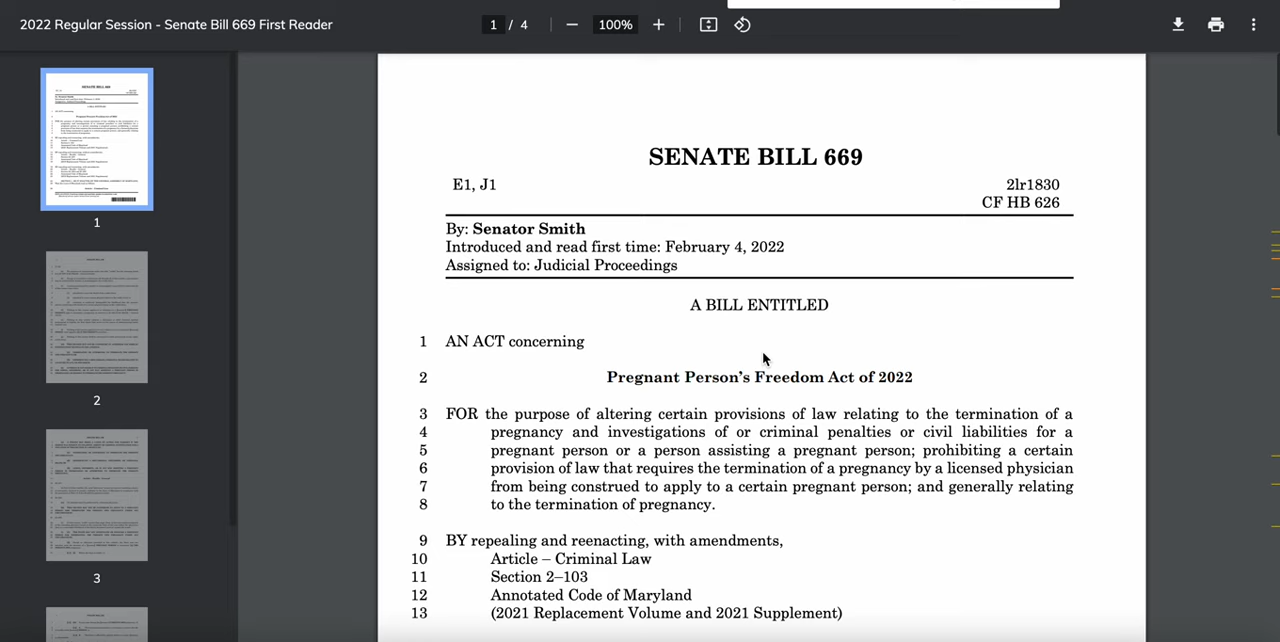 2022 Regular Session - Senate Bill 669 First Reader
1 / 4
100%
1
2
3
SENATE BILL 669
E1, J1
2lr1830
CF HB 626
By: Senator Smith
Introduced and read first time: February 4, 2022
Assigned to: Judicial Proceedings
A BILL ENTITLED
1 AN ACT concerning
2 Pregnant Person's Freedom Act of 2022
3 FOR the purpose of altering certain provisions of law relating to the termination of a
4 pregnancy and investigations of or criminal penalties or civil liabilities for a
5 pregnant person or a person assisting a pregnant person; prohibiting a certain
6 provision of law that requires the termination of a pregnancy by a licensed physician
7 from being construed to apply to a certain pregnant person; and generally relating
8 to the termination of pregnancy.
9 BY repealing and reenacting, with amendments,
10 Article – Criminal Law
11 Section 2–103
12 Annotated Code of Maryland
13 (2021 Replacement Volume and 2021 Supplement)